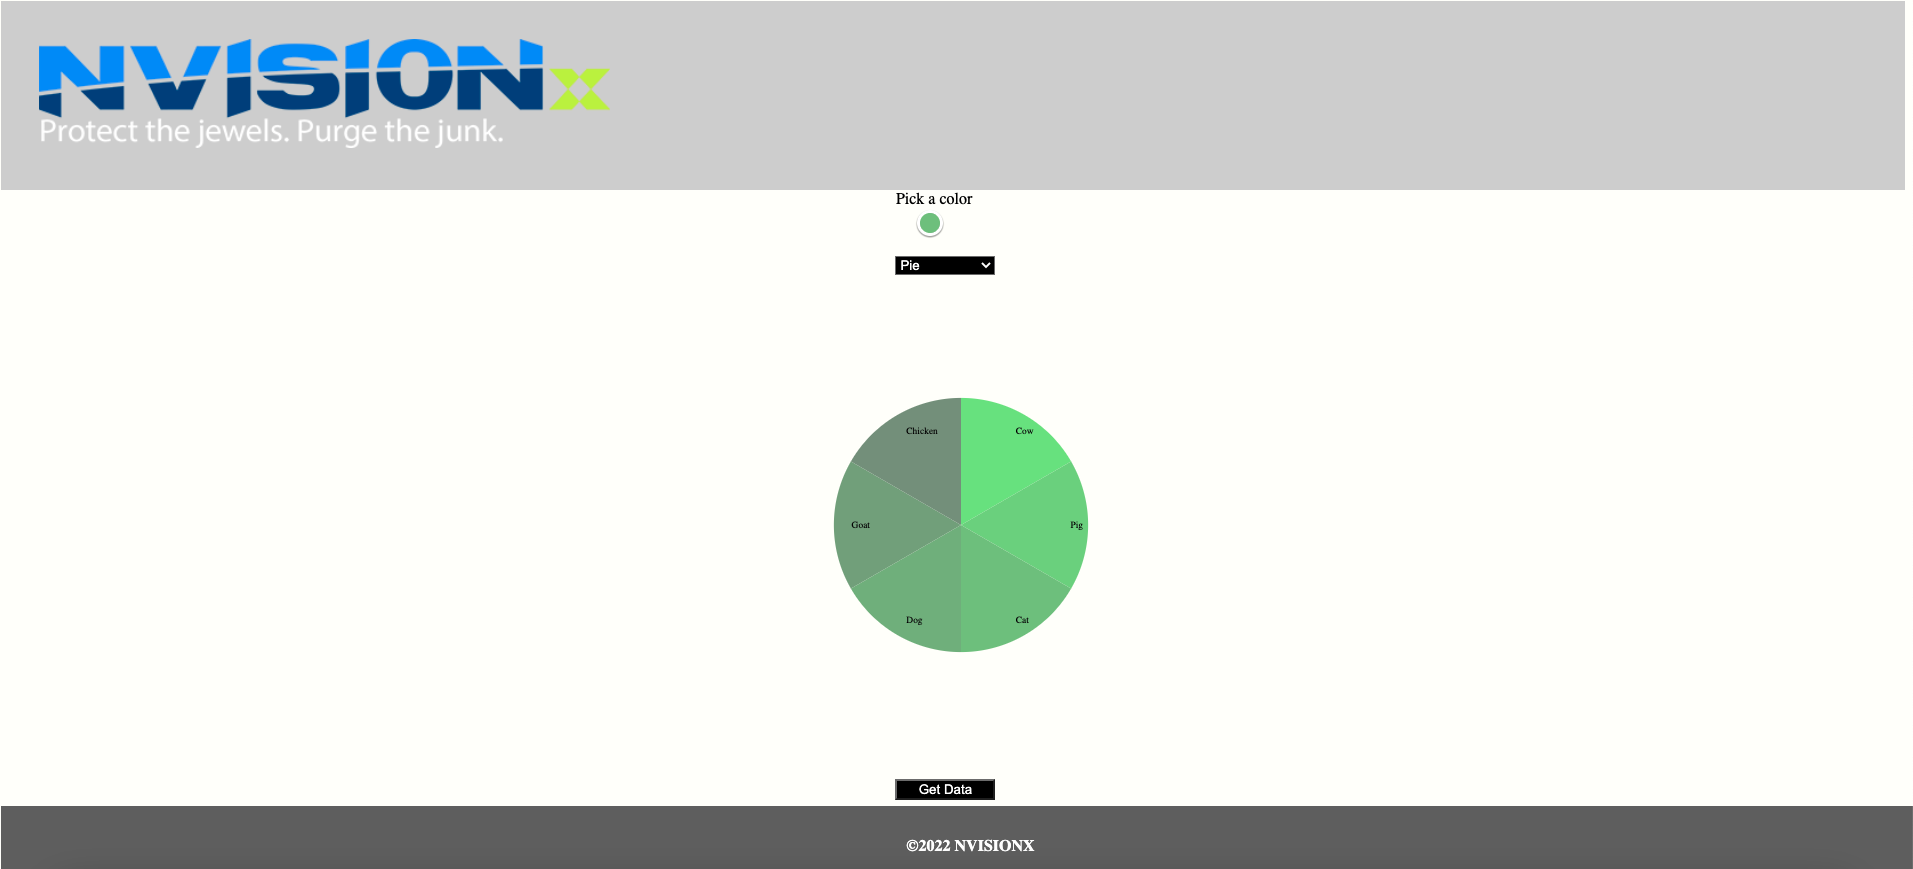 NVISIONX
Protect the jewels. Purge the junk.
Pick a color
Pie
Chicken
Cow
Goat
Pig
Dog
Cat
Get Data
©2022 NVISIONX